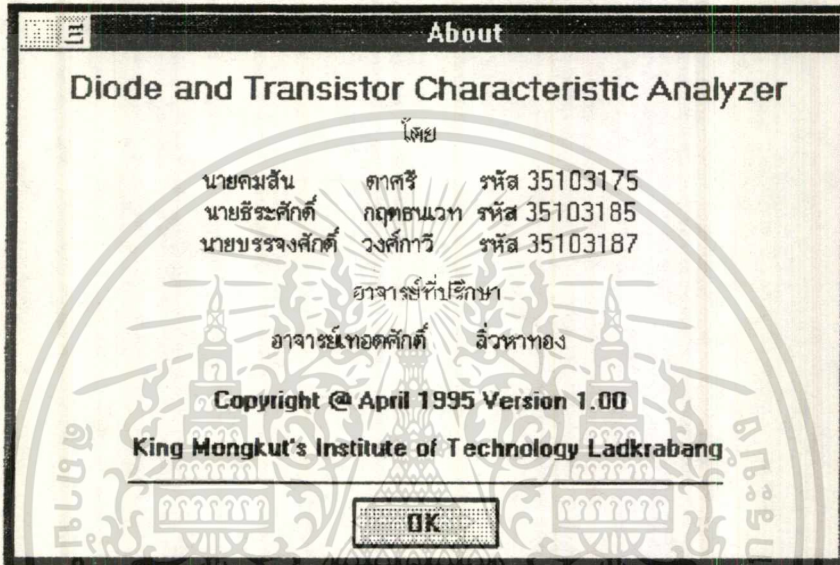 About
Diode and Transistor Characteristic Analyzer
โดย
นายคมสัน ตาศรี รหัส 35103175
นายธีระศักดิ์ กฤตธนเวท รหัส 35103185
นายบรรจงศักดิ์ วงศ์กาวี รหัส 35103187
อาจารย์ที่ปรึกษา
อาจารย์เทอดศักดิ์ ลิ่วหาทอง
Copyright @ April 1995 Version 1.00
King Mongkut's Institute of Technology Ladkrabang
OK